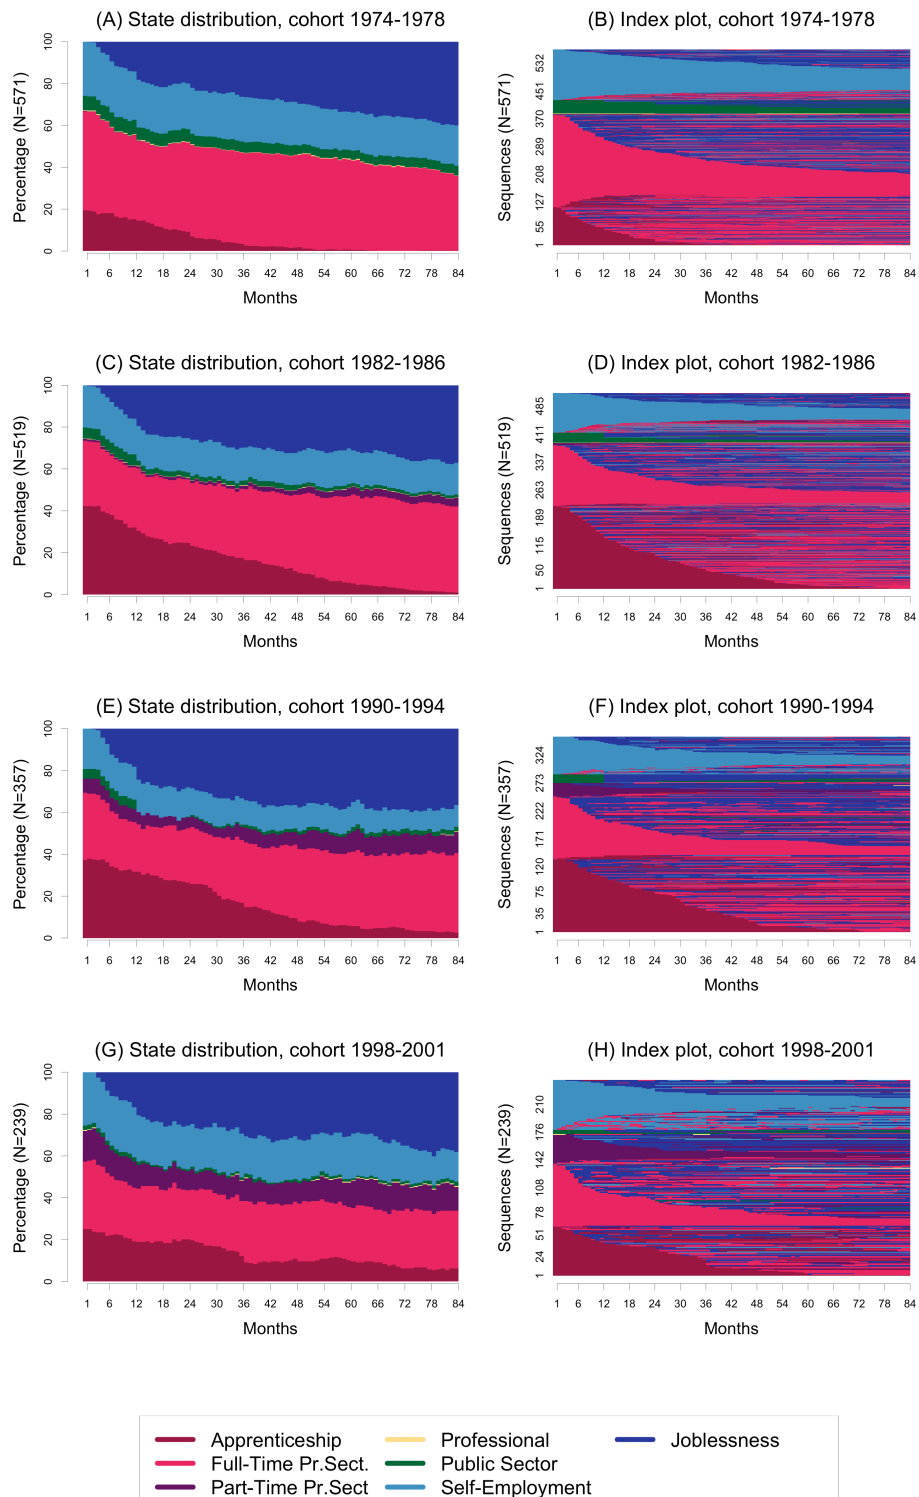 (A) State distribution, cohort 1974-1978
(B) Index plot, cohort 1974-1978
Percentage (N=571)
0 20 40 60 80 100
1 6 12 18 24 30 36 42 48 54 60 66 72 78 84
Months
Sequences (N=571)
1 55 127 208 289 370 451 532
1 6 12 18 24 30 36 42 48 54 60 66 72 78 84
Months
(C) State distribution, cohort 1982-1986
(D) Index plot, cohort 1982-1986
Percentage (N=519)
0 20 40 60 80 100
1 6 12 18 24 30 36 42 48 54 60 66 72 78 84
Months
Sequences (N=519)
1 50 115 189 263 337 411 485
1 6 12 18 24 30 36 42 48 54 60 66 72 78 84
Months
(E) State distribution, cohort 1990-1994
(F) Index plot, cohort 1990-1994
Percentage (N=357)
0 20 40 60 80 100
1 6 12 18 24 30 36 42 48 54 60 66 72 78 84
Months
Sequences (N=357)
1 35 75 120 171 222 273 324
1 6 12 18 24 30 36 42 48 54 60 66 72 78 84
Months
(G) State distribution, cohort 1998-2001
(H) Index plot, cohort 1998-2001
Percentage (N=239)
0 20 40 60 80 100
1 6 12 18 24 30 36 42 48 54 60 66 72 78 84
Months
Sequences (N=239)
1 24 51 78 108 142 176 210
1 6 12 18 24 30 36 42 48 54 60 66 72 78 84
Months
Apprenticeship Professional Joblessness
Full-Time Pr.Sect. Public Sector
Part-Time Pr.Sect Self-Employment